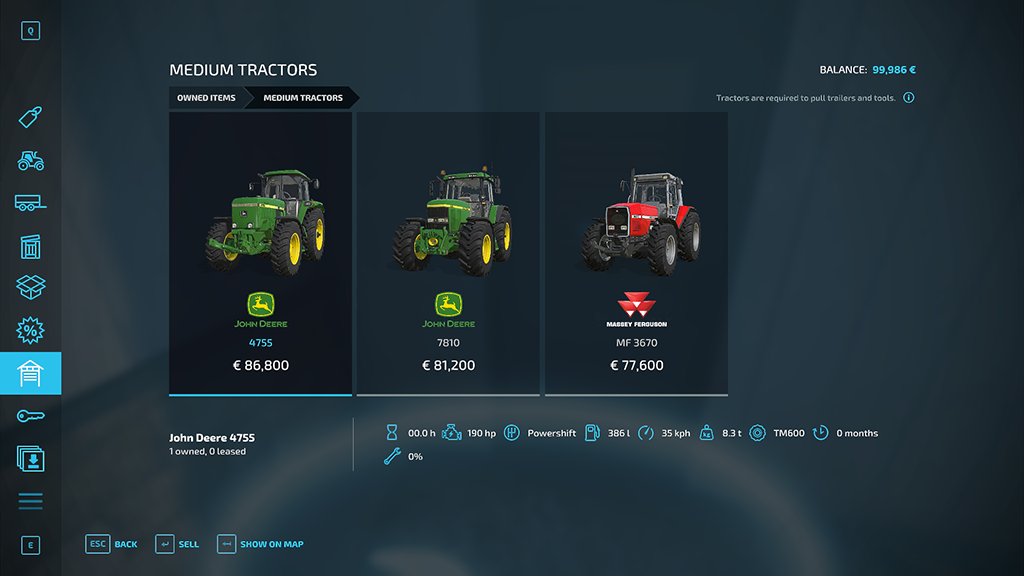 Q
MEDIUM TRACTORS
BALANCE: 99,986 €
OWNED ITEMS MEDIUM TRACTORS
Tractors are required to pull trailers and tools.
JOHN DEERE
4755
€ 86,800
JOHN DEERE
7810
€ 81,200
MASSEY FERGUSON
MF 3670
€ 77,600
John Deere 4755
1 owned, 0 leased
00.0 h 190 hp Powershift 386 l 35 kph KG 8.3 t TM600 0 months
0%
E
ESC BACK SELL SHOW ON MAP